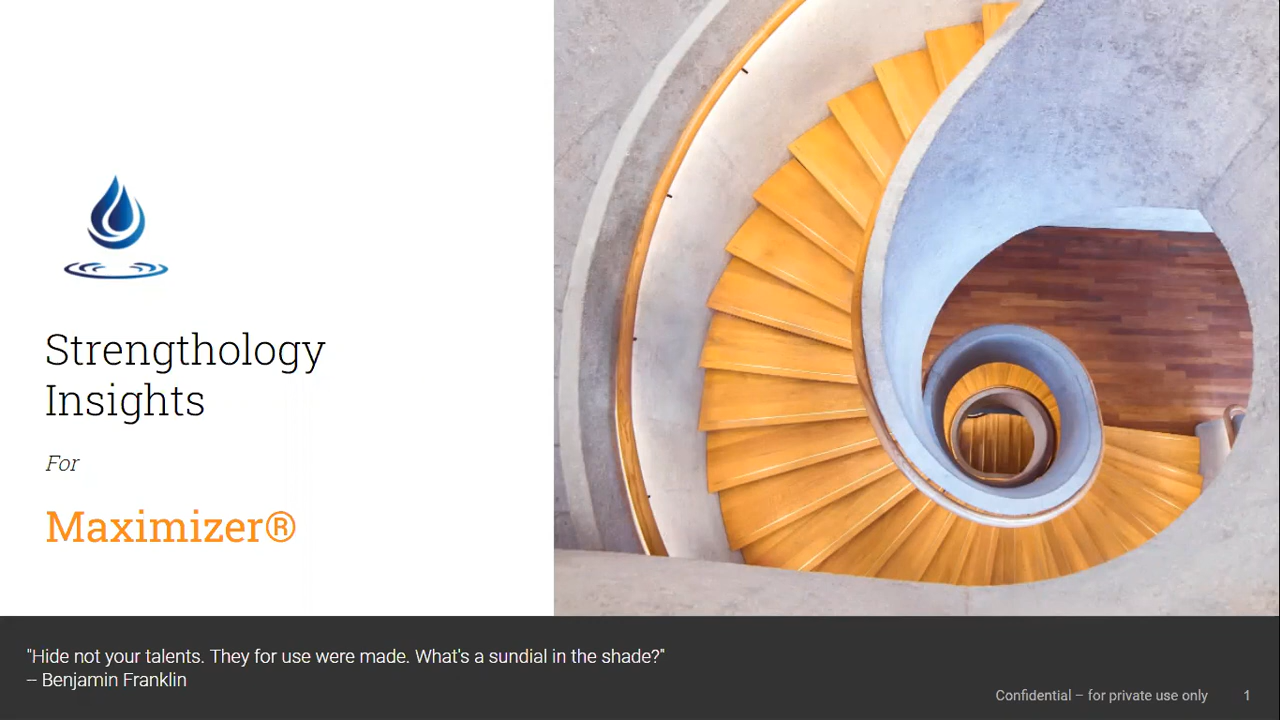 Strengthology
Insights
For
Maximizer®
"Hide not your talents. They for use were made. What's a sundial in the shade?"
– Benjamin Franklin
Confidential – for private use only
1